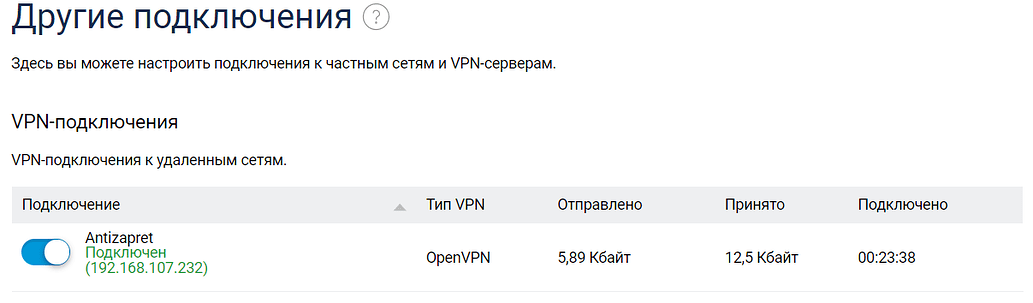 Другие подключения ?
Здесь вы можете настроить подключения к частным сетям и VPN-серверам.
VPN-подключения
VPN-подключения к удаленным сетям.
Подключение Тип VPN Отправлено Принято Подключено
Antizapret
Подключен
(192.168.107.232)
OpenVPN 5,89 Кбайт 12,5 Кбайт 00:23:38